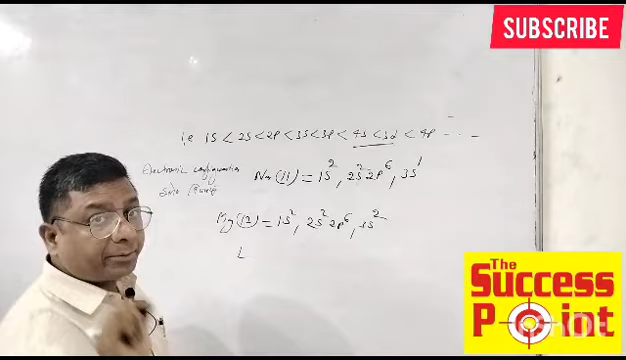 SUBSCRIBE
i.e 1S < 2S < 2P < 3S < 3P < 4S < 3d < 4P - - -
Electronic configuration
Na (11) = 1S², 2S² 2P⁶, 3S¹
Mg (12) = 1S², 2S² 2P⁶, 3S²
The
Success
Point